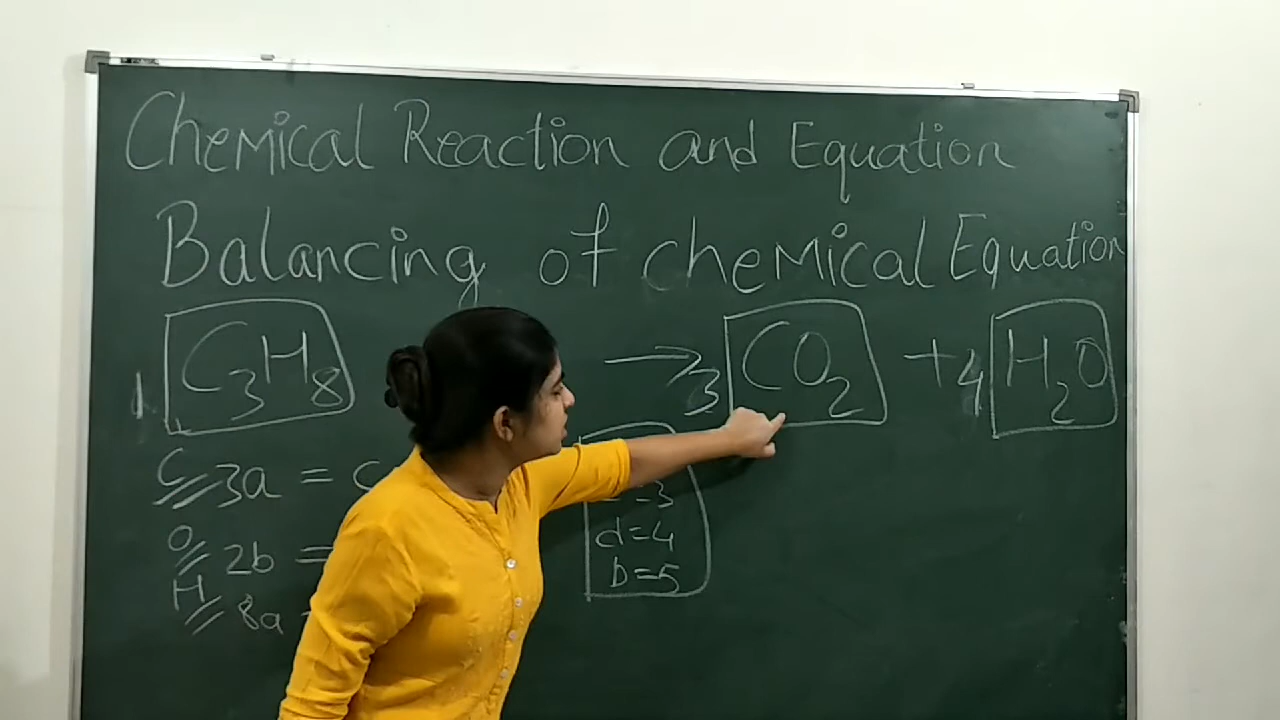 Chemical Reaction and Equation
Balancing of chemical Equation
1 C3H8 → 3 CO2 + 4 H2O
C 3a = c
O 2b =
H 8a
=3
d=4
b=5